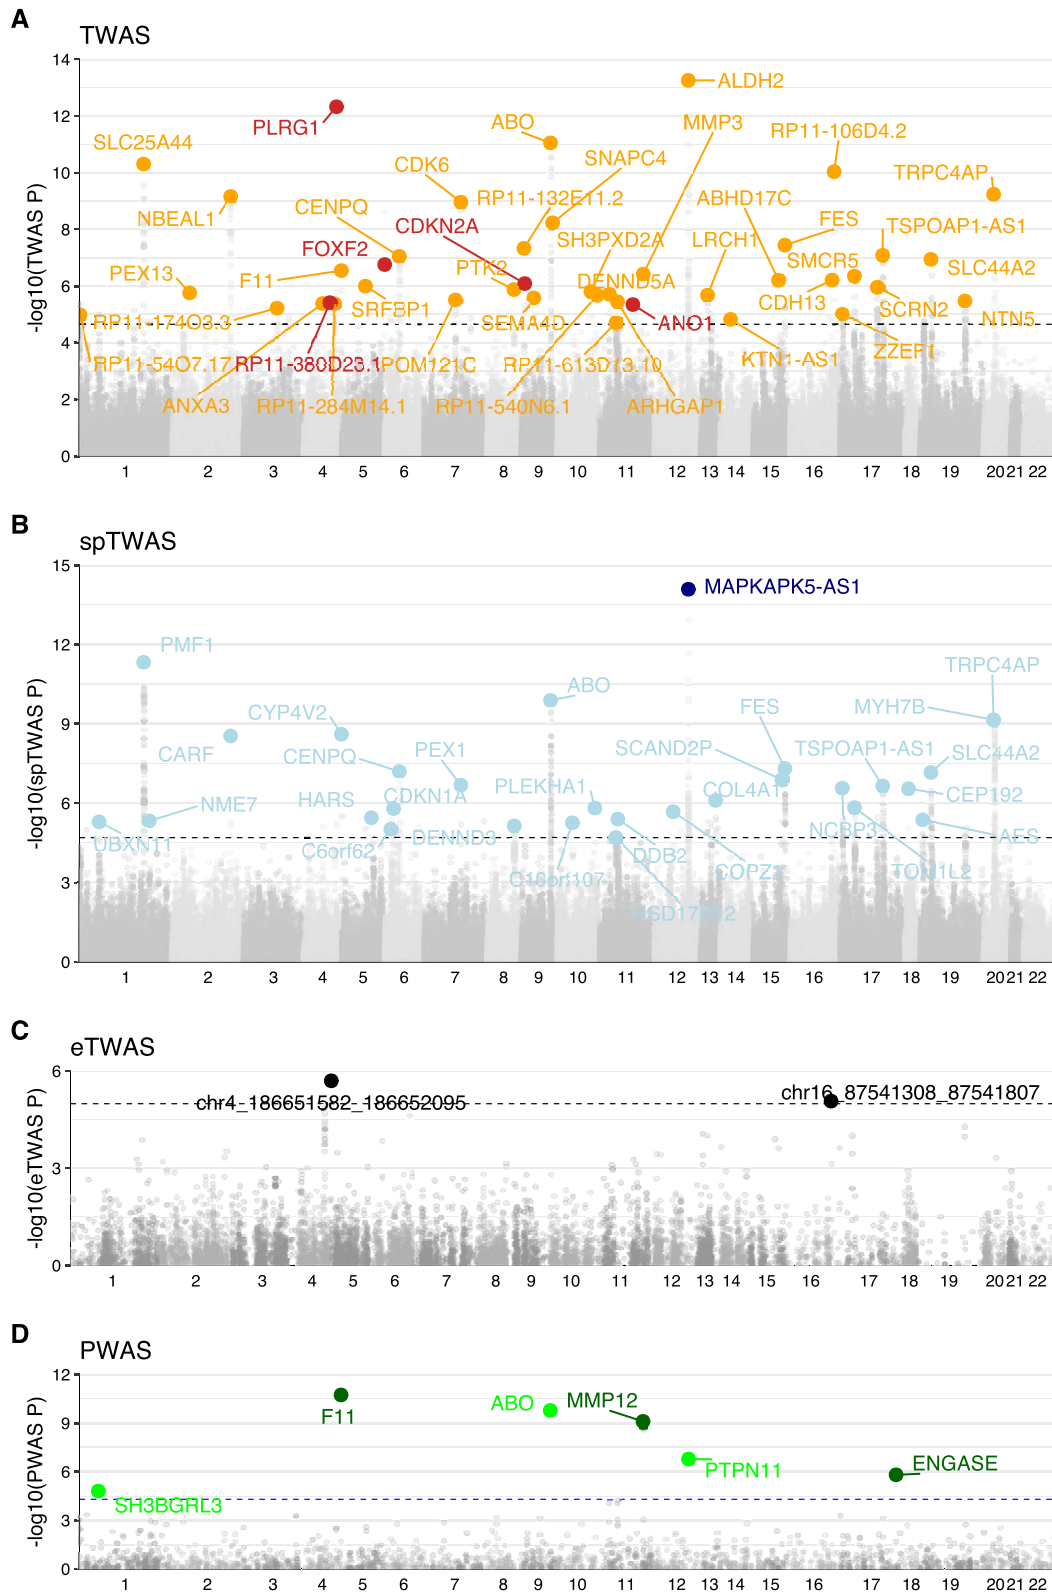 A
TWAS
-log10(TWAS P)
14
12
10
8
6
4
2
0
ALDH2
PLRG1
ABO
MMP3
RP11-106D4.2
SLC25A44
CDK6
SNAPC4
TRPC4AP
NBEAL1
CENPQ
RP11-132E11.2
ABHD17C
FES
CDKN2A
TSPOAP1-AS1
FOXF2
SH3PXD2A
LRCH1
PEX13
F11
PTK2
DENND5A
SMCR5
SLC44A2
SRFBP1
CDH13
SCRN2
RP11-174O3.3
SEMA4D
ANO1
NTN5
RP11-54O7.17
RP11-380D23.1
POM121C
RP11-613D13.10
KTN1-AS1
ZZEF1
ANXA3
RP11-284M14.1
RP11-540N6.1
ARHGAP1
1 2 3 4 5 6 7 8 9 10 11 12 13 14 15 16 17 18 19 20 21 22
B
spTWAS
-log10(spTWAS P)
15
12
9
6
3
0
MAPKAPK5-AS1
PMF1
TRPC4AP
ABO
CYP4V2
FES
MYH7B
CARF
CENPQ
PEX1
SCAND2P
TSPOAP1-AS1
SLC44A2
NME7
HARS
CDKN1A
PLEKHA1
COL4A1
CEP192
UBXN11
C6orf62
DENND3
DDB2
NCBP3
AES
C10orf107
COPZ1
TOM1L2
HSD17B12
1 2 3 4 5 6 7 8 9 10 11 12 13 14 15 16 17 18 19 20 21 22
C
eTWAS
-log10(eTWAS P)
6
3
0
chr4_186651582_186652095
chr16_87541308_87541807
1 2 3 4 5 6 7 8 9 10 11 12 13 14 15 16 17 18 19 20 21 22
D
PWAS
-log10(PWAS P)
12
9
6
3
0
F11
ABO
MMP12
PTPN11
ENGASE
SH3BGRL3
1 2 3 4 5 6 7 8 9 10 11 12 13 14 15 16 17 18 19 20 21 22